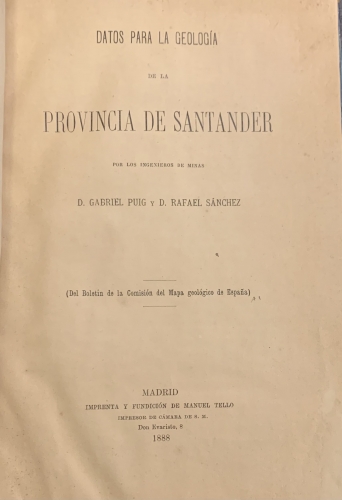 DATOS PARA LA GEOLOGÍA
DE LA
PROVINCIA DE SANTANDER
POR LOS INGENIEROS DE MINAS
D. GABRIEL PUIG Y D. RAFAEL SÁNCHEZ
(Del Boletín de la Comisión del Mapa geológico de España)
MADRID
IMPRENTA Y FUNDICIÓN DE MANUEL TELLO
IMPRESOR DE CÁMARA DE S. M.
Don Evaristo, 8
1888